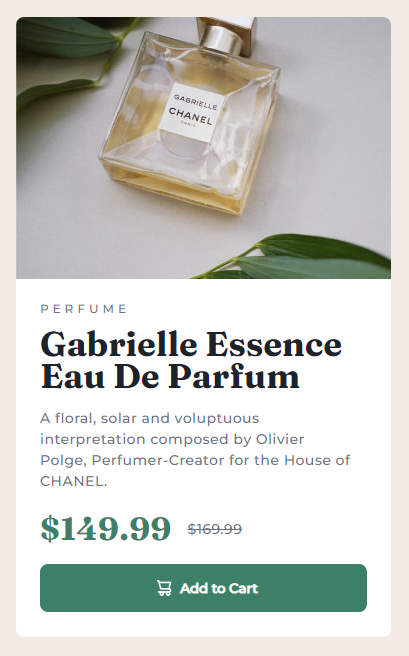 GABRIELLE
CHANEL
PARIS
PERFUME
Gabrielle Essence
Eau De Parfum
A floral, solar and voluptuous
interpretation composed by Olivier
Polge, Perfumer-Creator for the House of
CHANEL.
$149.99 $169.99
Add to Cart